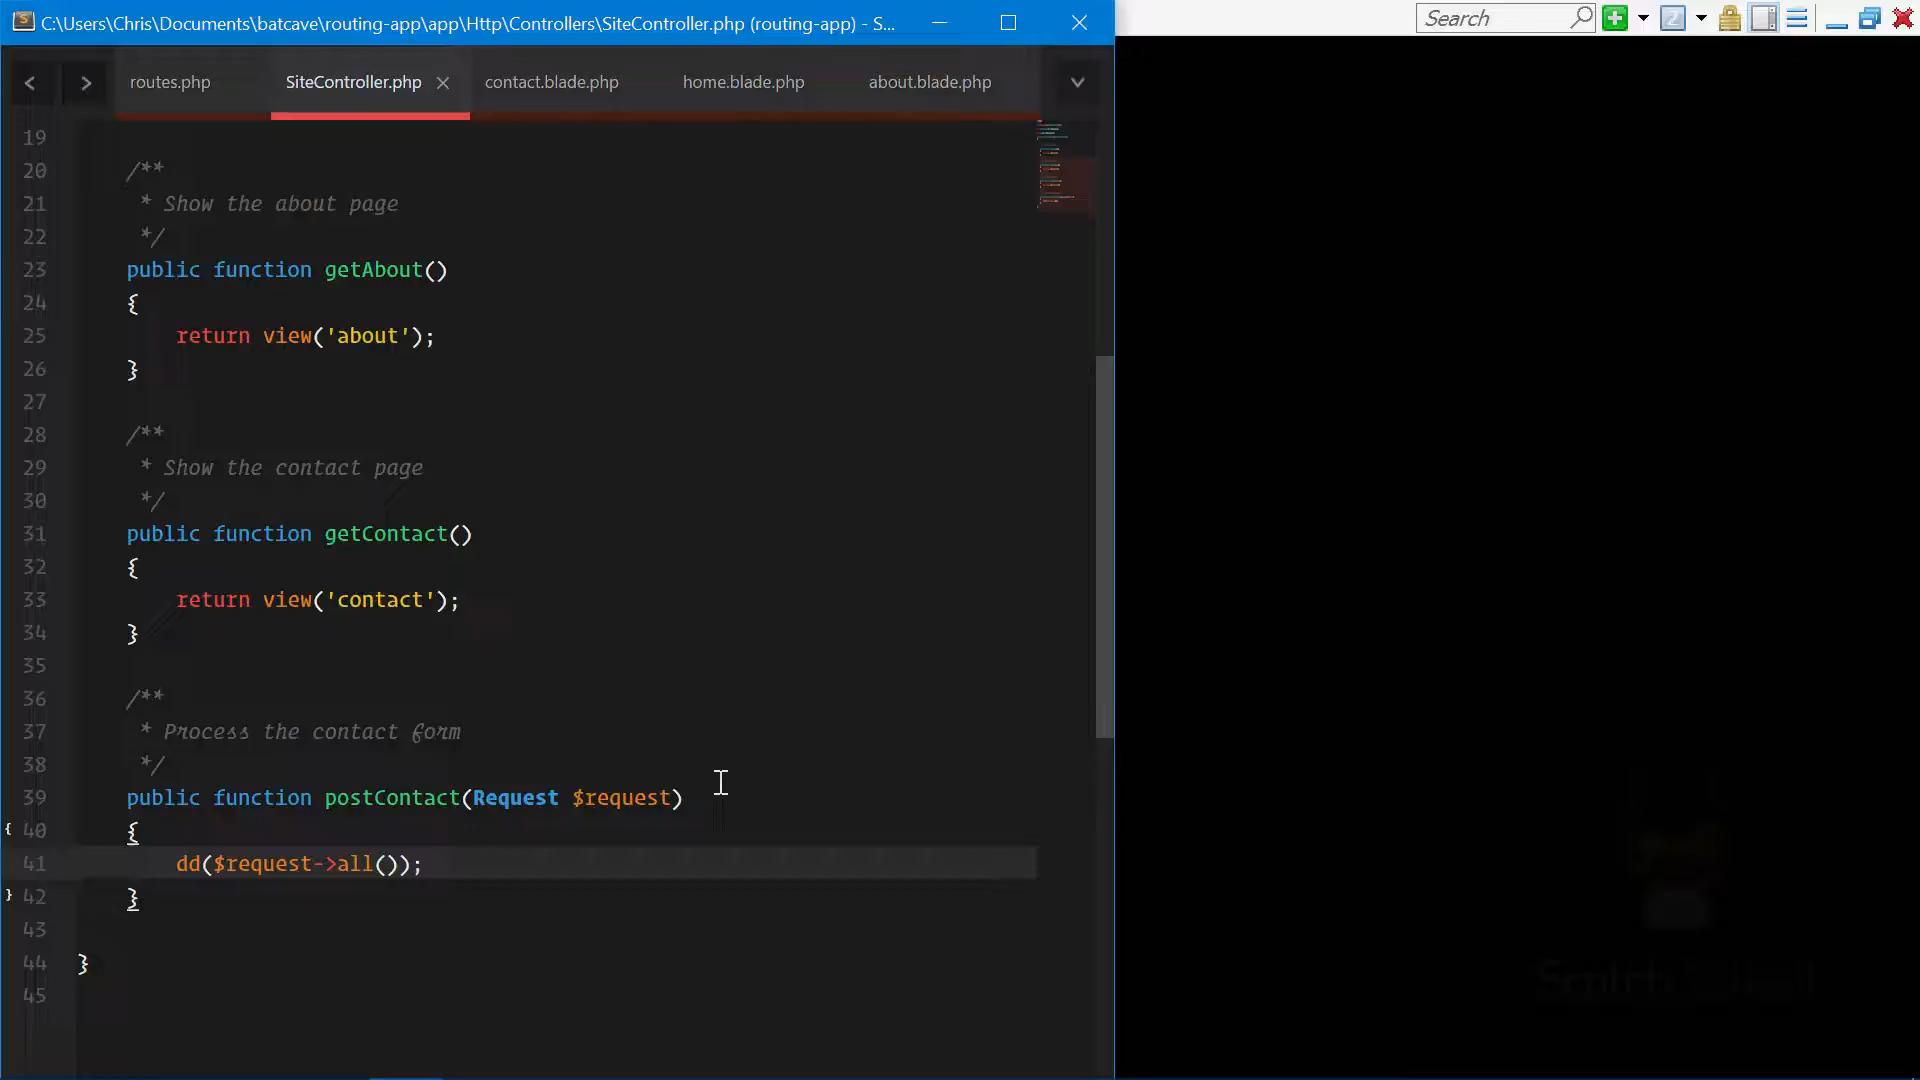 C:\Users\Chris\Documents\batcave\routing-app\app\Http\Controllers\SiteController.php (routing-app) - S...
Search
routes.php SiteController.php contact.blade.php home.blade.php about.blade.php
19
20 /**
21 * Show the about page
22 */
23 public function getAbout()
24 {
25 return view('about');
26 }
27
28 /**
29 * Show the contact page
30 */
31 public function getContact()
32 {
33 return view('contact');
34 }
35
36 /**
37 * Process the contact form
38 */
39 public function postContact(Request $request)
{ 40 {
41 dd($request->all());
} 42 }
43
44 }
45